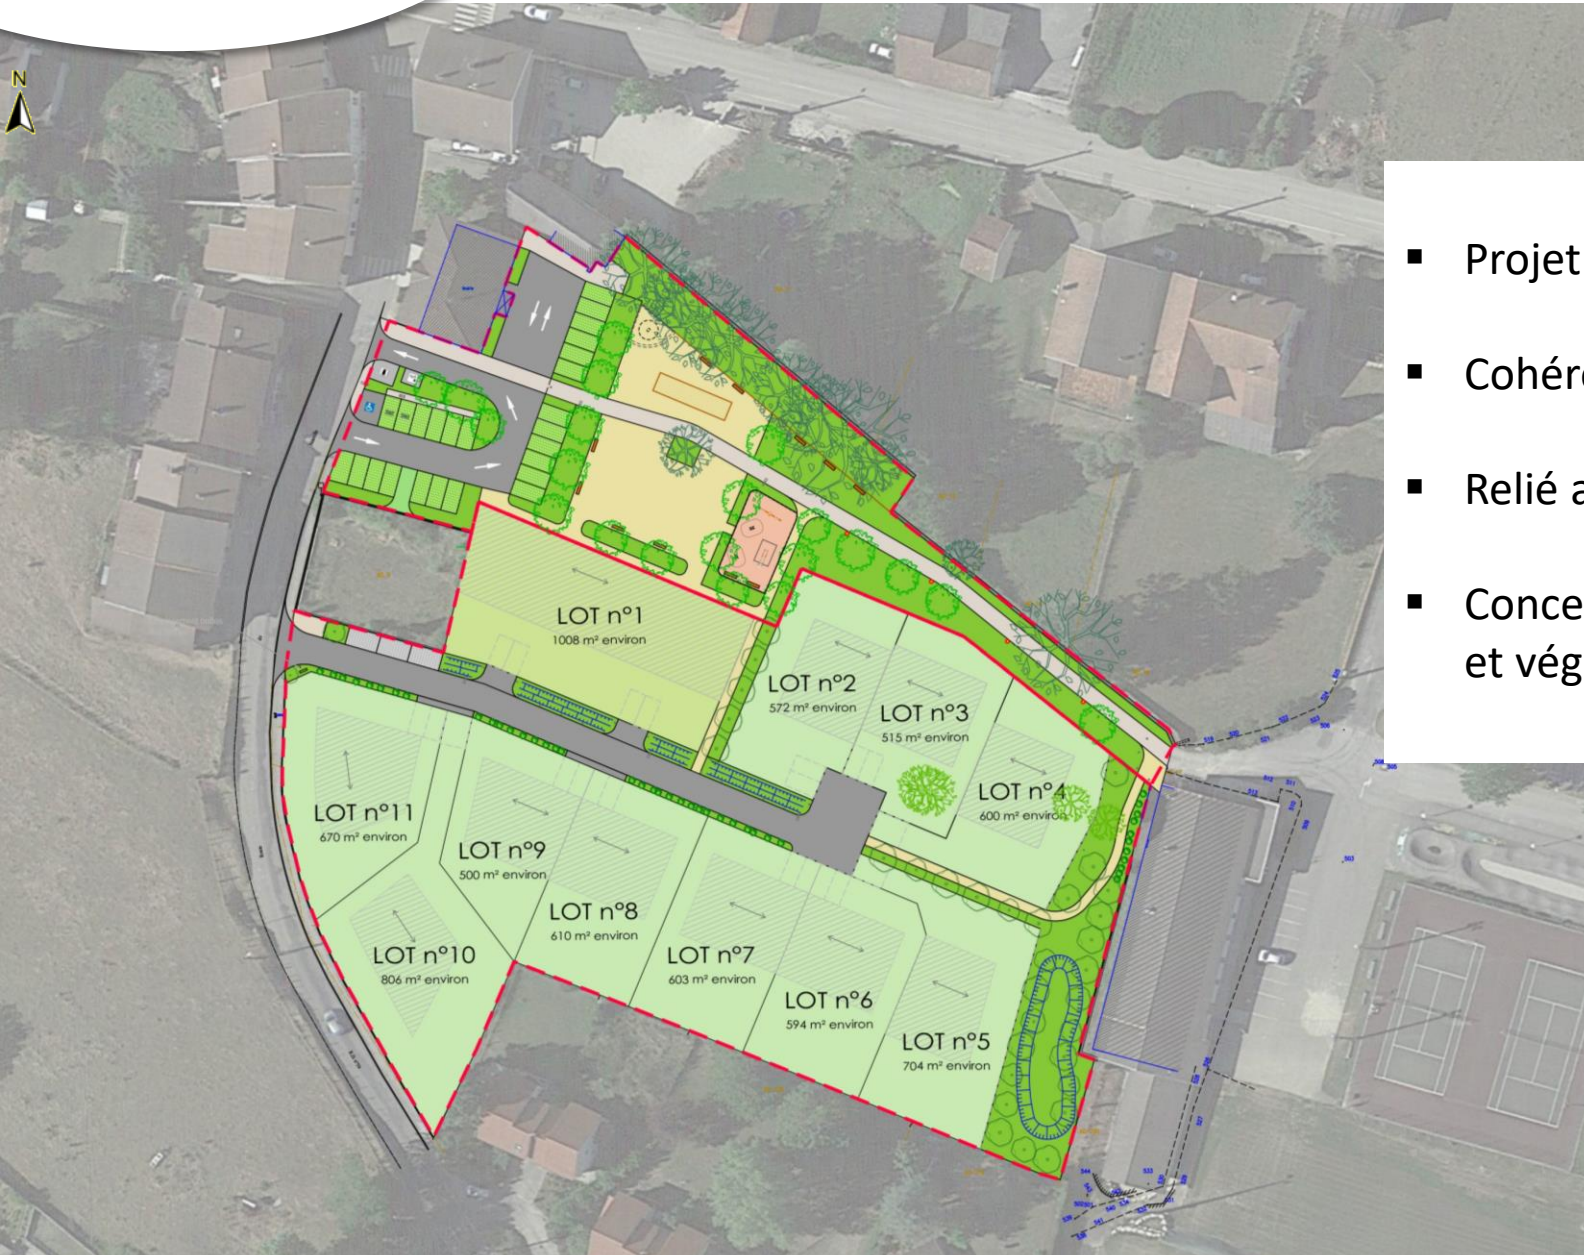 N
■ Projet
■ Cohér
■ Relié a
■ Conce
et vég
LOT n°1
1008 m² environ
LOT n°2
572 m² environ
LOT n°3
515 m² environ
LOT n°4
600 m² environ
LOT n°11
670 m² environ
LOT n°9
500 m² environ
LOT n°8
610 m² environ
LOT n°10
806 m² environ
LOT n°7
603 m² environ
LOT n°6
594 m² environ
LOT n°5
704 m² environ